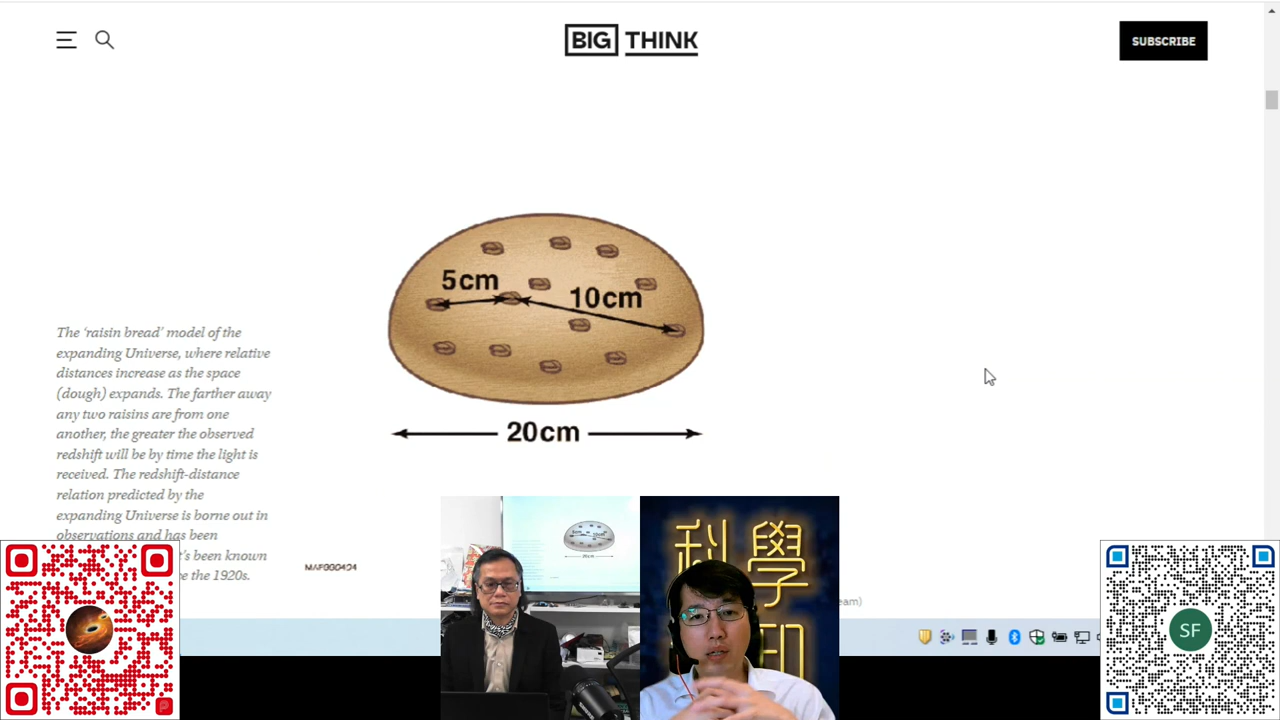 BIG THINK
SUBSCRIBE
5cm
10cm
20cm
The 'raisin bread' model of the
expanding Universe, where relative
distances increase as the space
(dough) expands. The farther away
any two raisins are from one
another, the greater the observed
redshift will be by time the light is
received. The redshift-distance
relation predicted by the
expanding Universe is borne out in
observations and has been
's been known
re the 1920s.
eam)
科學
印
SF